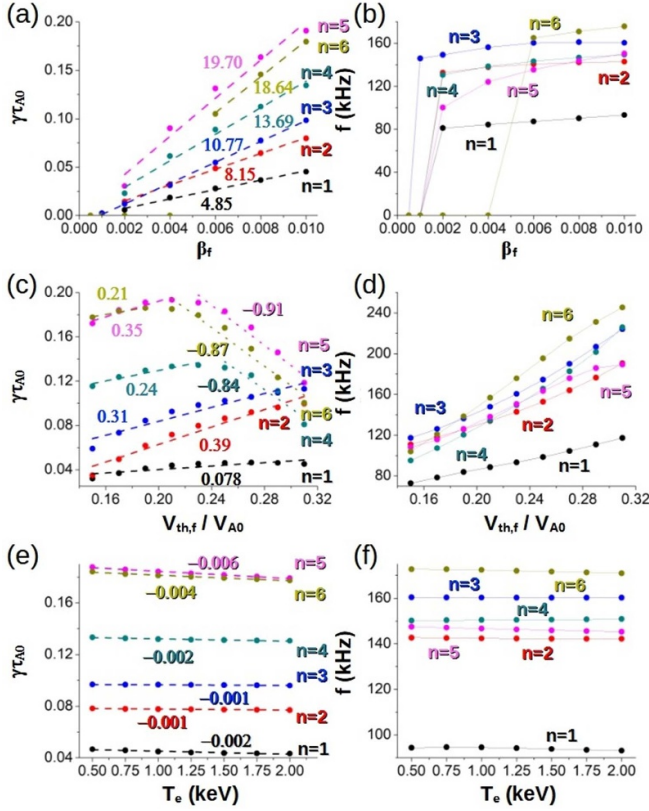 (a)
0.20
0.15
0.10
0.05
0.00
γτA0
19.70
18.64
13.69
10.77
8.15
4.85
n=5
n=6
n=4
n=3
n=2
n=1
0.000 0.002 0.004 0.006 0.008 0.010
βf
(b)
160
120
80
40
0
f (kHz)
n=6
n=3
n=4
n=5
n=2
n=1
0.000 0.002 0.004 0.006 0.008 0.010
βf
(c)
0.20
0.16
0.12
0.08
0.04
γτA0
0.21
0.35
−0.91
−0.87
0.24
−0.84
0.31
0.39
0.078
n=5
n=3
n=2
n=6
n=4
n=1
0.15 0.20 0.24 0.28 0.32
Vth,f / VA0
(d)
240
200
160
120
80
f (kHz)
n=6
n=3
n=5
n=2
n=4
n=1
0.16 0.20 0.24 0.28 0.32
Vth,f / VA0
(e)
0.16
0.12
0.08
0.04
γτA0
−0.006
−0.004
−0.002
−0.001
−0.001
−0.002
n=5
n=6
n=4
n=3
n=2
n=1
0.50 0.75 1.00 1.25 1.50 1.75 2.00
Te (keV)
(f)
160
140
120
100
f (kHz)
n=6
n=3
n=4
n=5
n=2
n=1
0.50 0.75 1.00 1.25 1.50 1.75 2.00
Te (keV)